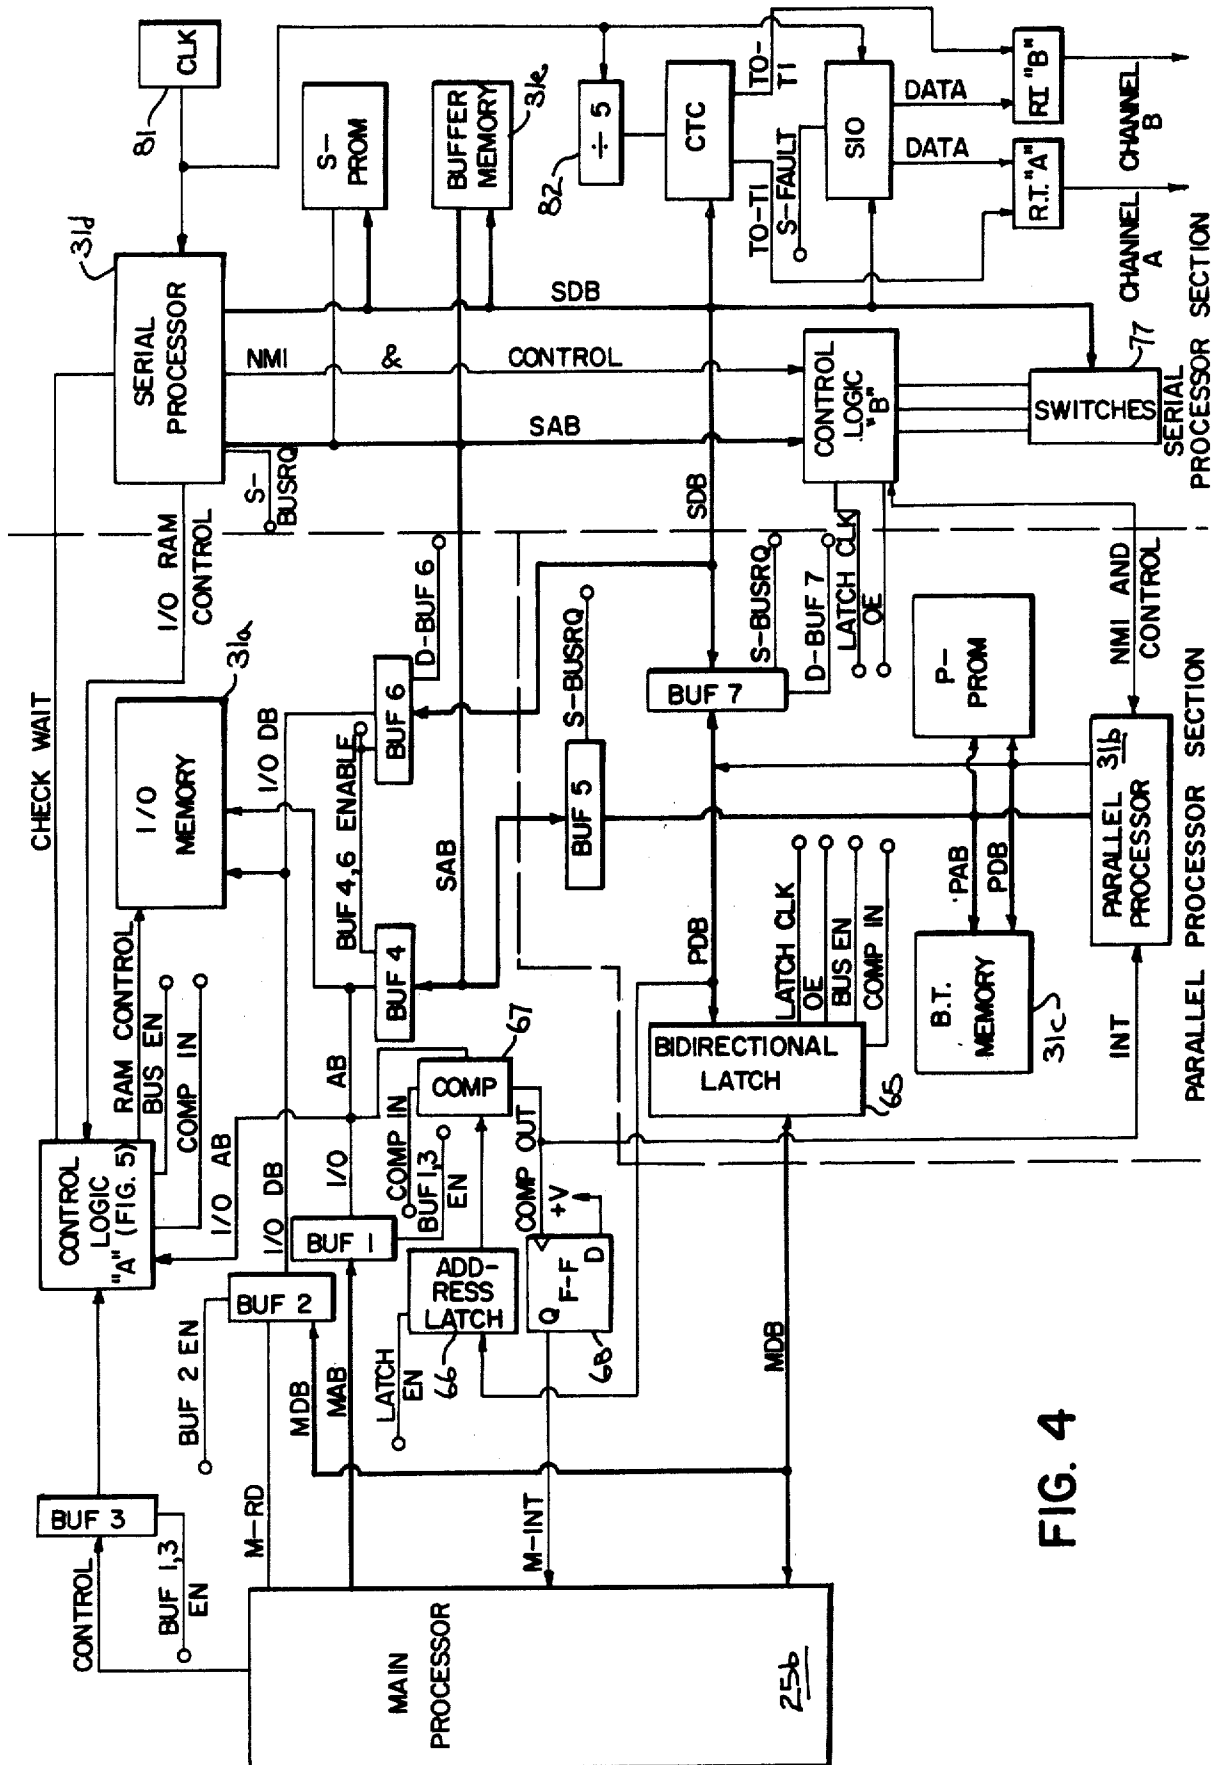 CONTROL
BUF 3
BUF 1,3
EN
M-RD
MAIN
PROCESSOR
25b
BUF 2 EN
MDB
MAB
BUF 2
CONTROL
LOGIC
"A" (FIG. 5)
RAM CONTROL
BUS EN
COMP IN
I/O AB
I/O DB
BUF 1
I/O
AB
COMP IN
BUF 1,3
EN
ADD-
RESS
LATCH
66
LATCH
EN
COMP
67
COMP OUT
+V
Q
F-F
D
68
M-INT
MDB
CHECK WAIT
I/O RAM
CONTROL
I/O
MEMORY
31a
I/O DB
BUF 4,6 ENABLE
BUF 4
BUF 6
D-BUF 6
SAB
BUF 5
S-BUSRQ
PDB
BIDIRECTIONAL
LATCH
65
LATCH CLK
OE
BUS EN
COMP IN
BUF 7
S-BUSRQ
D-BUF 7
LATCH CLK
OE
SDB
B.T.
MEMORY
31c
PAB
PDB
P-
PROM
INT
PARALLEL
PROCESSOR
31b
NMI AND
CONTROL
PARALLEL PROCESSOR SECTION
SERIAL
PROCESSOR
31d
S-
BUSRQ
CLK
81
S-
PROM
BUFFER
MEMORY
31e
SDB
NMI & CONTROL
SAB
÷ 5
82
CTC
TO-TI
TO-
TI
S-FAULT
SIO
DATA
DATA
R.T. "A"
RT "B"
CHANNEL
A
CHANNEL
B
CONTROL
LOGIC
"B"
SWITCHES
77
SERIAL
PROCESSOR SECTION
FIG. 4